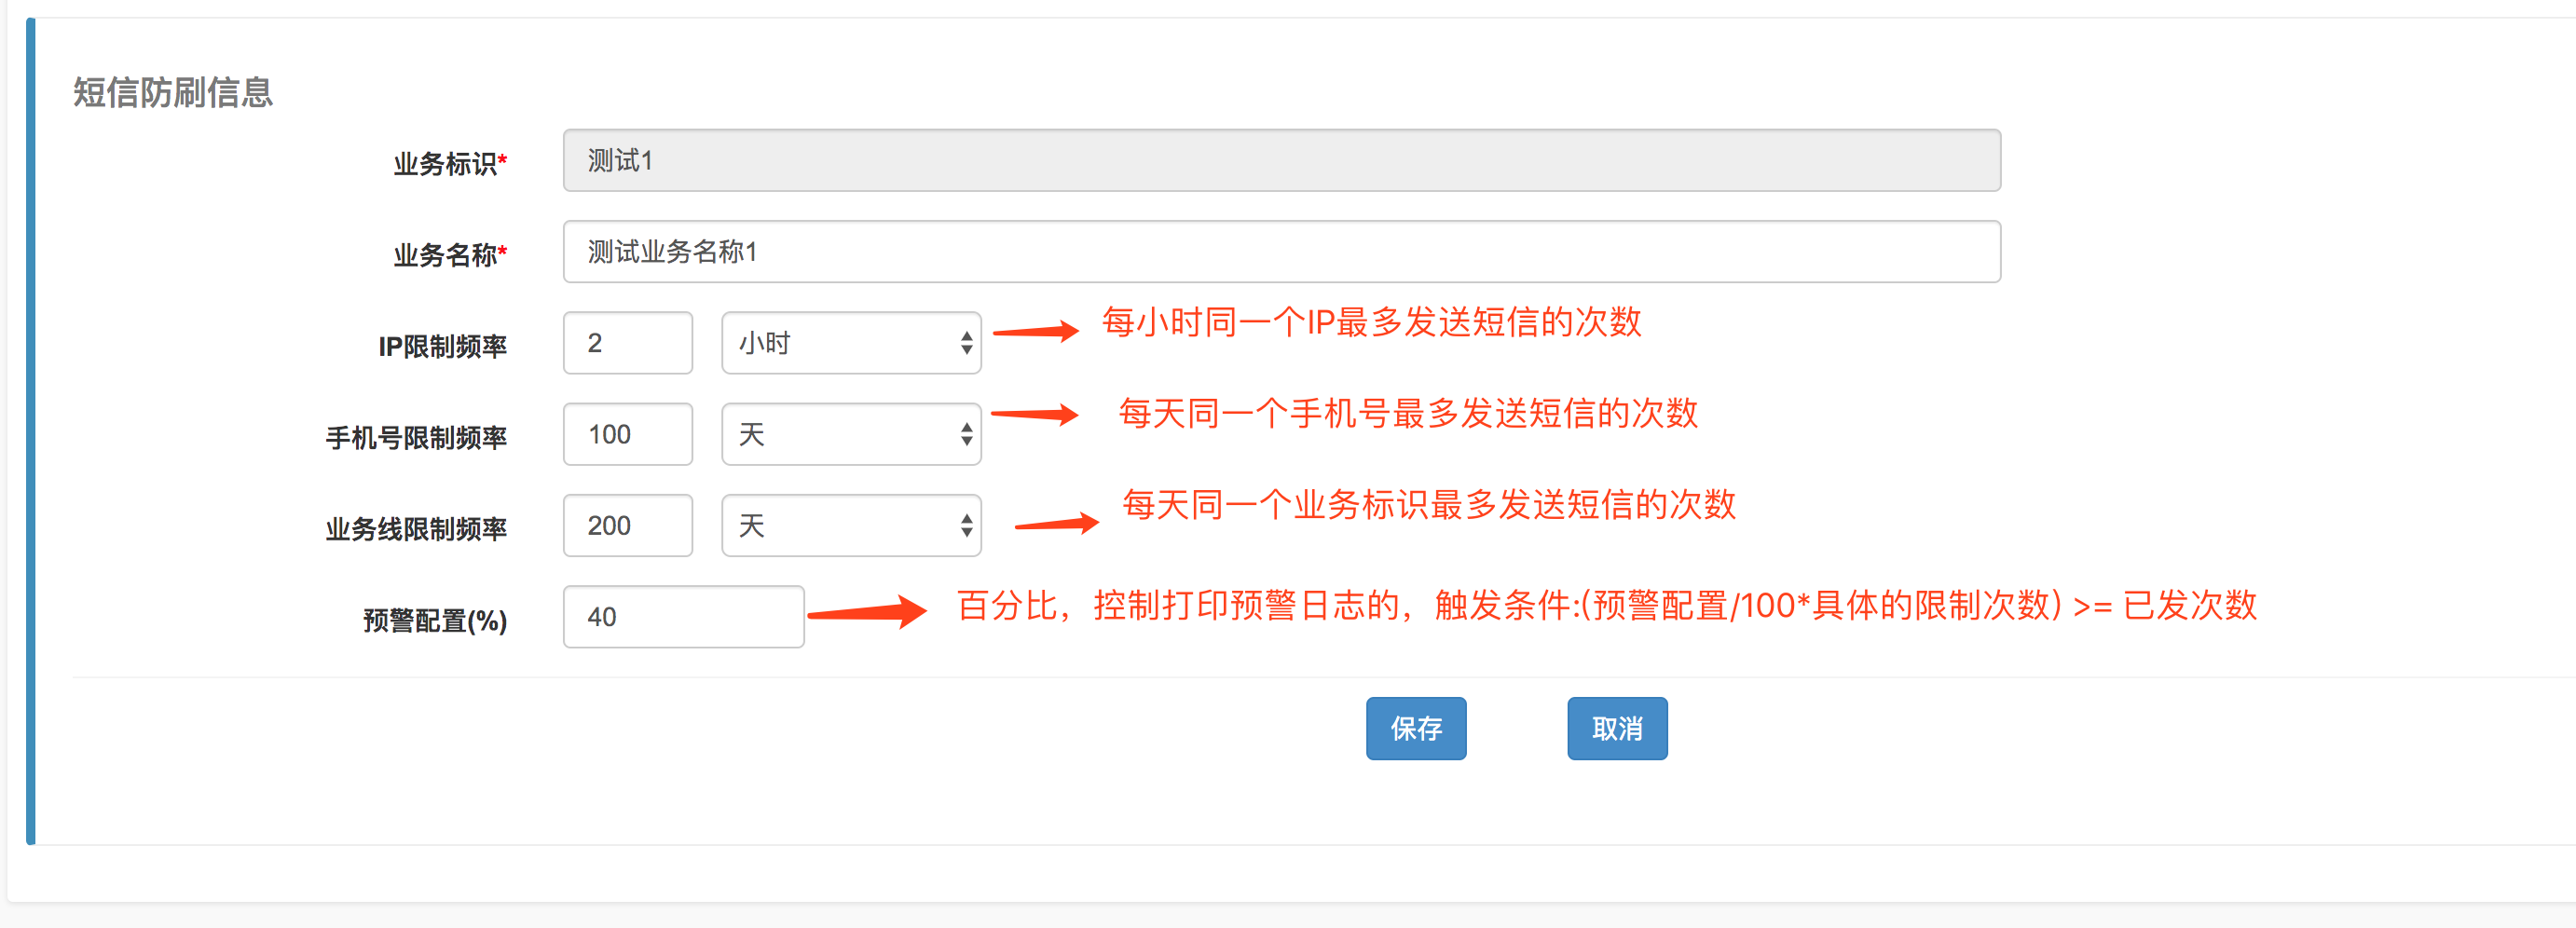 短信防刷信息
业务标识* 测试1
业务名称* 测试业务名称1
IP限制频率 2 小时 每小时同一个IP最多发送短信的次数
手机号限制频率 100 天 每天同一个手机号最多发送短信的次数
业务线限制频率 200 天 每天同一个业务标识最多发送短信的次数
预警配置(%) 40 百分比，控制打印预警日志的，触发条件:(预警配置/100*具体的限制次数) >= 已发次数
保存 取消